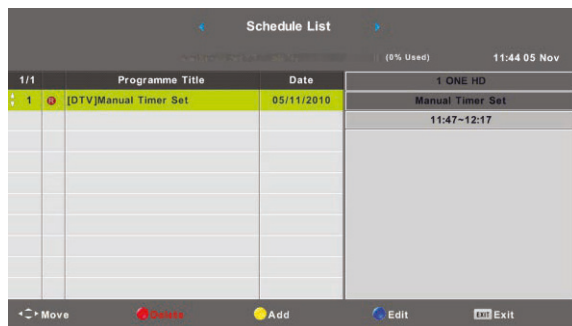 Schedule List
(0% Used) 11:44 05 Nov
1/1 Programme Title Date 1 ONE HD
1 [DTV]Manual Timer Set 05/11/2010 Manual Timer Set
11:47~12:17
Move Delete Add Edit EXIT Exit